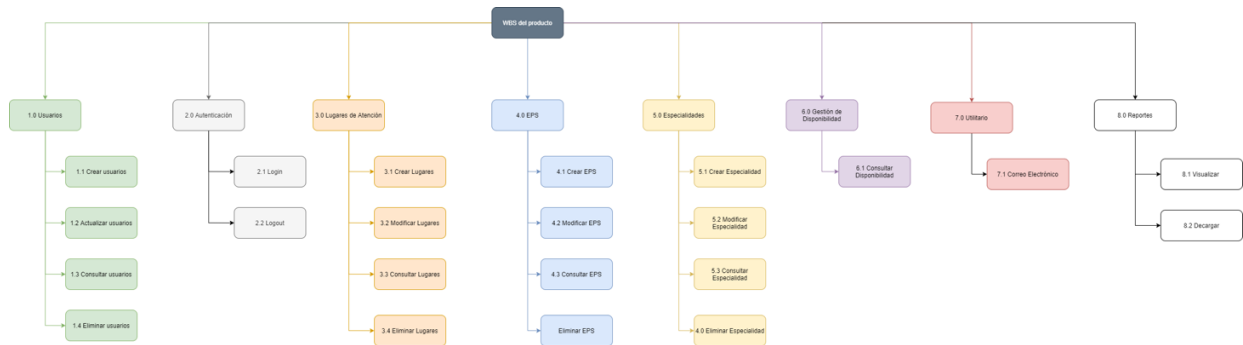 WBS del producto
1.0 Usuarios
2.0 Autenticación
3.0 Lugares de Atención
4.0 EPS
5.0 Especialidades
6.0 Gestión de
Disponibilidad
7.0 Utilitario
8.0 Reportes
1.1 Crear usuarios
1.2 Actualizar usuarios
1.3 Consultar usuarios
1.4 Eliminar usuarios
2.1 Login
2.2 Logout
3.1 Crear Lugares
3.2 Modificar Lugares
3.3 Consultar Lugares
3.4 Eliminar Lugares
4.1 Crear EPS
4.2 Modificar EPS
4.3 Consultar EPS
Eliminar EPS
5.1 Crear Especialidad
5.2 Modificar
Especialidad
5.3 Consultar
Especialidad
4.0 Eliminar Especialidad
6.1 Consultar
Disponibilidad
7.1 Correo Electrónico
8.1 Visualizar
8.2 Decargar